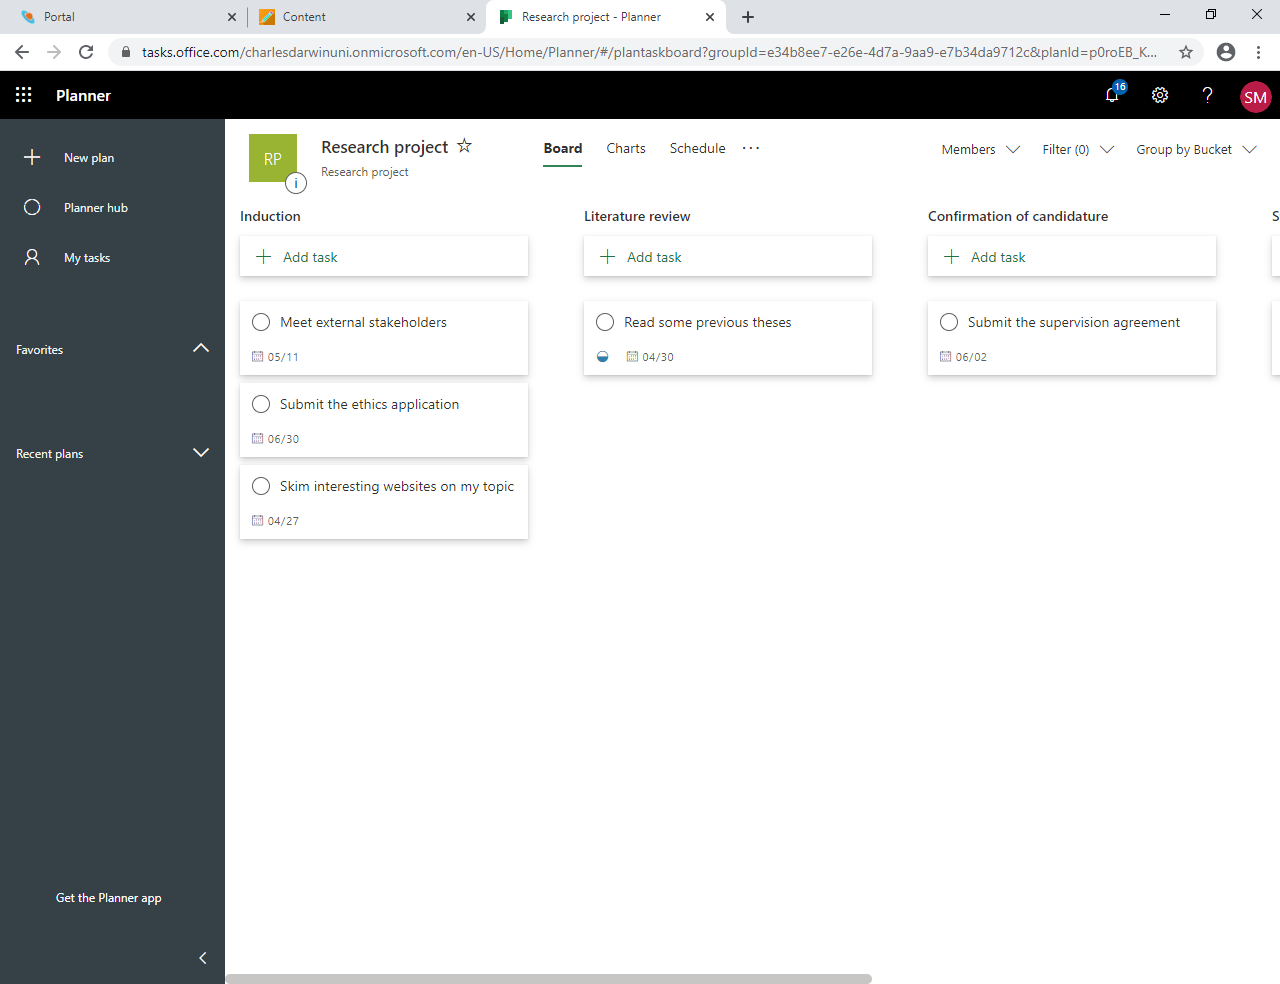 Portal
Content
Research project - Planner
tasks.office.com/charlesdarwinuni.onmicrosoft.com/en-US/Home/Planner/#/plantaskboard?groupId=e34b8ee7-e26e-4d7a-9aa9-e7b34da9712c&planId=p0roEB_K...
Planner
16
?
SM
New plan
Planner hub
My tasks
Favorites
Recent plans
Get the Planner app
RP
i
Research project
Research project
Board
Charts
Schedule
...
Members
Filter (0)
Group by Bucket
Induction
Add task
Meet external stakeholders
05/11
Submit the ethics application
06/30
Skim interesting websites on my topic
04/27
Literature review
Add task
Read some previous theses
04/30
Confirmation of candidature
Add task
Submit the supervision agreement
06/02
S